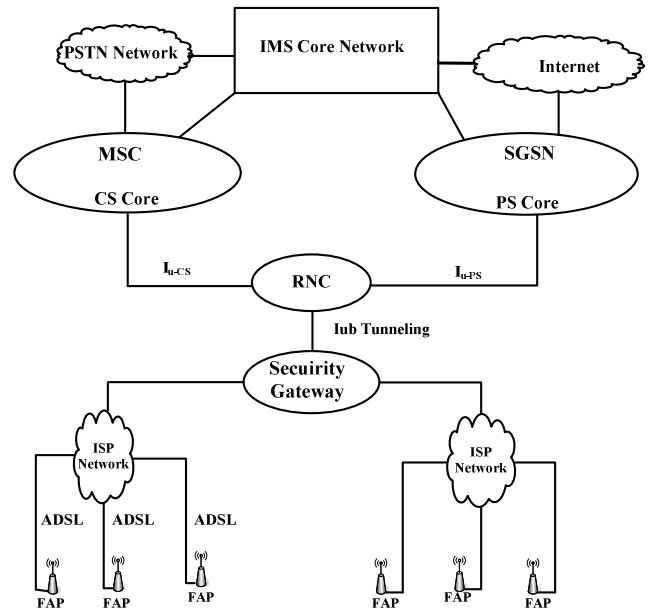 PSTN Network
IMS Core Network
Internet
MSC
CS Core
SGSN
PS Core
Iu-CS
RNC
Iu-PS
Iub Tunneling
Secuirity
Gateway
ISP
Network
ISP
Network
ADSL
ADSL
ADSL
FAP
FAP
FAP
FAP
FAP
FAP